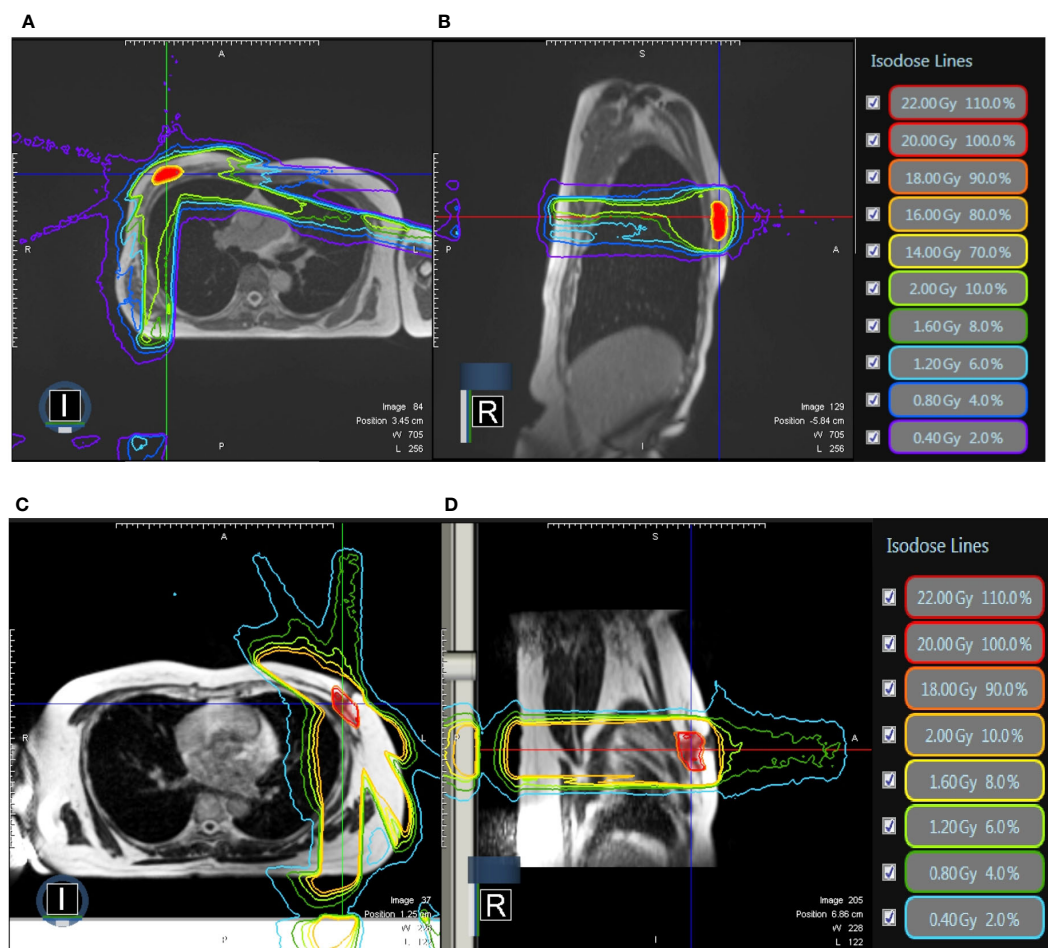 A
B
A
R
L
P
I
Image 84
Position 3.45 cm
W 705
L 256
S
P
A
I
R
Image 129
Position -5.84 cm
W 705
L 256
Isodose Lines
22.00 Gy 110.0 %
20.00 Gy 100.0 %
18.00 Gy 90.0 %
16.00 Gy 80.0 %
14.00 Gy 70.0 %
2.00 Gy 10.0 %
1.60 Gy 8.0 %
1.20 Gy 6.0 %
0.80 Gy 4.0 %
0.40 Gy 2.0 %
C
D
A
R
L
P
I
Image 37
Position 1.25 cm
W 228
L 122
S
P
A
I
R
Image 205
Position 6.86 cm
W 228
L 122
Isodose Lines
22.00 Gy 110.0 %
20.00 Gy 100.0 %
18.00 Gy 90.0 %
2.00 Gy 10.0 %
1.60 Gy 8.0 %
1.20 Gy 6.0 %
0.80 Gy 4.0 %
0.40 Gy 2.0 %